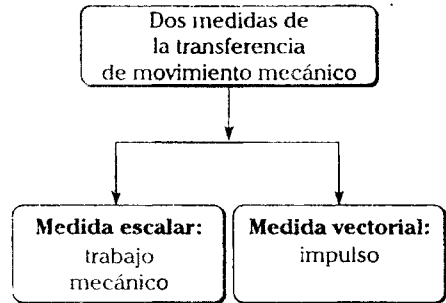 Dos medidas de
la transferencia
de movimiento mecánico
Medida escalar:
trabajo
mecánico
Medida vectorial:
impulso